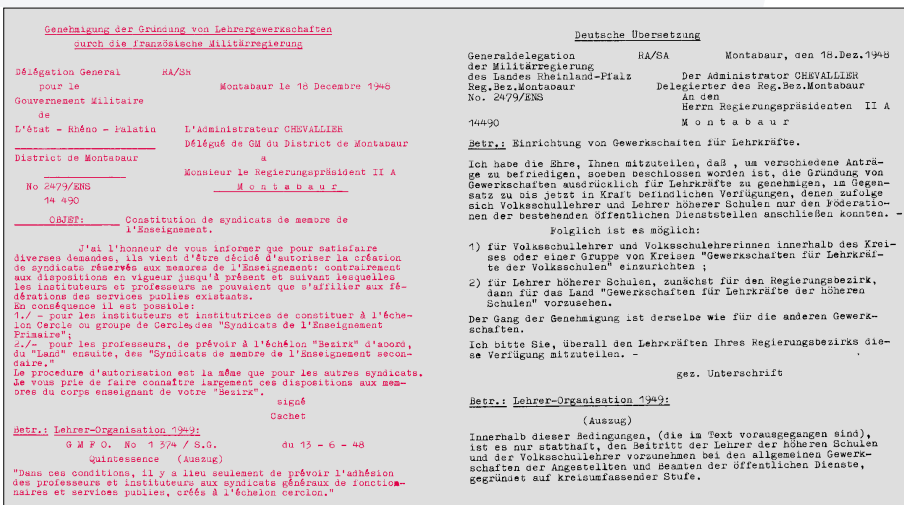 Genehmigung der Gründung von Lehrergewerkschaften
durch die französische Militärregierung
Délégation General RA/SH
pour le Montabaur le 18 Decembre 1948
Gouvernement Militaire
de
L'état - Rhéno - Palatin L'Administrateur CHEVALLIER
Délégué de GM du District de Montabaur
District de Montabaur a
Monsieur le Regierungspräsident II A
No 2479/ENS M o n t a b a u r
14 490
OBJET: Constitution de syndicats de memore de
l'Enseignement.
J'ai l'honneur de vous informer que pour satisfaire
diverses demandes, ils vient d'être décidé d'autoriser la création
de syndicats réservés aux memores de l'Enseignement: contrairement
aux dispositions en vigueur jusqu'à présent et suivant lesquelles
les instituteurs et professeurs ne pouvaient que s'affilier aux fé-
dérations des services publies existants.
En conséquence il est possible:
1./ - pour les instituteurs et institutrices de constituer à l'éche-
lon Cercle ou groupe de Cercles des "Syndicats de l'Enseignement
Primaire";
2./- pour les professeurs, de prévoir à l'échélon "Bezirk" d'aoord,
du "Land" ensuite, des "Syndicats de membre de l'Enseignement secon-
daire."
Le procedure d'autorisation est la même que pour les autres syndicats.
Je vous prie de faire connaître largement ces dispositions aux mem-
ores du corps enseignant de votre "Bezirk".
signé
Cachet
Betr.: Lehrer-Organisation 1949:
G M F O. No 1 374 / S.G. du 13 - 6 - 48
Quintessence (Auszug)
"Dans ces conditions, il y a lieu seulement de prévoir l'adhésion
des professeurs et instituteurs aux syndicats généraux de fonction-
naires et services publies, créés à l'échelon cerclon."
Deutsche Übersetzung
Generaldelegation RA/SA Montabaur, den 18.Dez.1948
der Militärregierung
des Landes Rheinland-Pfalz Der Administrator CHEVALLIER
Reg.Bez.Montabaur Delegierter des Reg.Bez.Montabaur
No. 2479/ENS An den
Herrn Regierungspräsidenten II A
14490 M o n t a b a u r
Betr.: Einrichtung von Gewerkschaften für Lehrkräfte.
Ich habe die Ehre, Ihnen mitzuteilen, daß , um verschiedene Anträ-
ge zu befriedigen, soeben beschlossen worden ist, die Gründung von
Gewerkschaften ausdrücklich für Lehrkräfte zu genehmigen, im Gegen-
satz zu bis jetzt in Kraft befindlichen Verfügungen, denen zufolge
sich Volksschullehrer und Lehrer höherer Schulen nur den Föderatio-
nen der bestehenden öffentlichen Dienststellen anschließen konnten. -
Folglich ist es möglich:
1) für Volksschullehrer und Volksschulehrerinnen innerhalb des Krei-
ses oder einer Gruppe von Kreisen "Gewerkschaften für Lehrkräf-
te der Volksschulen" einzurichten ;
2) für Lehrer höherer Schulen, zunächst für den Regierungsbezirk,
dann für das Land "Gewerkschaften für Lehrkräfte der höheren
Schulen" vorzusehen.
Der Gang der Genehmigung ist derselbe wie für die anderen Gewerk-
schaften.
Ich bitte Sie, überall den Lehrkräften Ihres Regierungsbezirks die-
se Verfügung mitzuteilen. -
gez. Unterschrift
Betr.: Lehrer-Organisation 1949:
(Auszug)
Innerhalb dieser Bedingungen, (die im Text vorausgegangen sind),
ist es nur statthaft, den Beitritt der Lehrer der höheren Schulen
und der Volksschullehrer vorzunehmen bei den allgemeinen Gewerk-
schaften der Angestellten und Beamten der öffentlichen Dienste,
gegründet auf kreisumfassender Stufe.